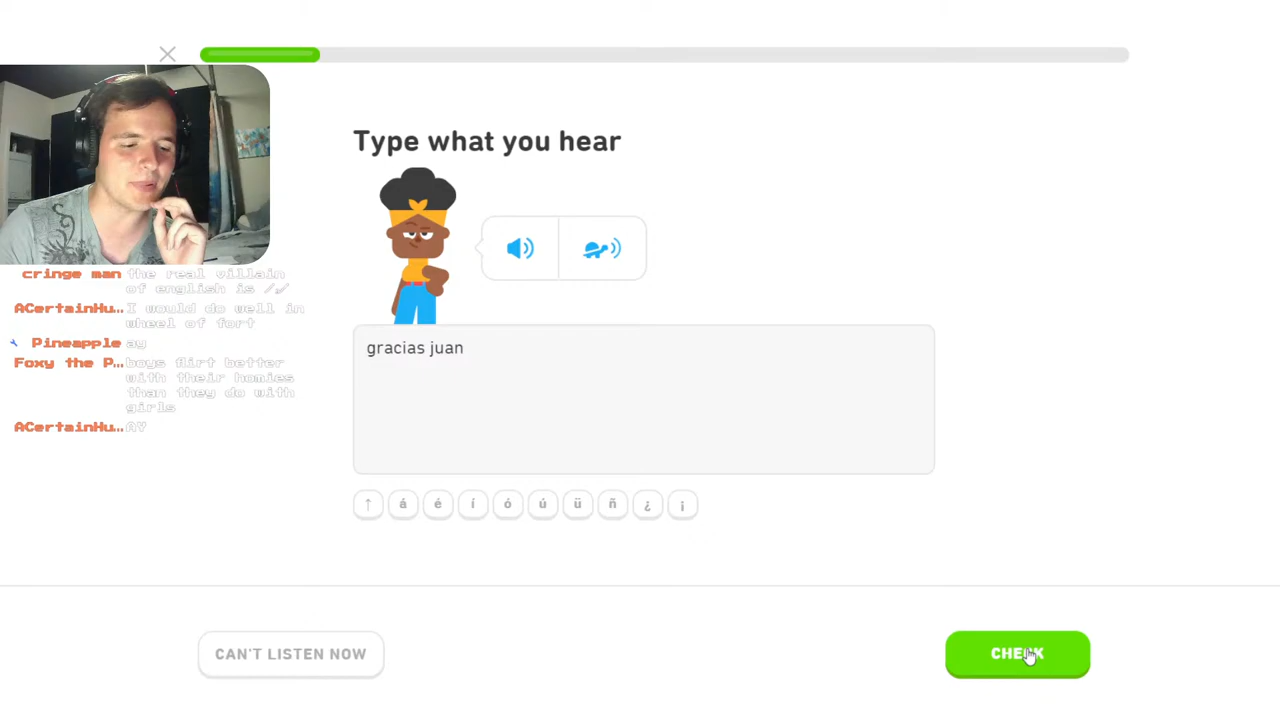 Type what you hear
cringe man the real villain
of english is
ACertainHu... I would do well in
wheel of fort
Pineapple ay
Foxy the P... boys flirt better
with their homies
than they do with
girls
ACertainHu... AY
gracias juan
↑ á é í ó ú ü ñ ¿ ¡
CAN'T LISTEN NOW
CHECK